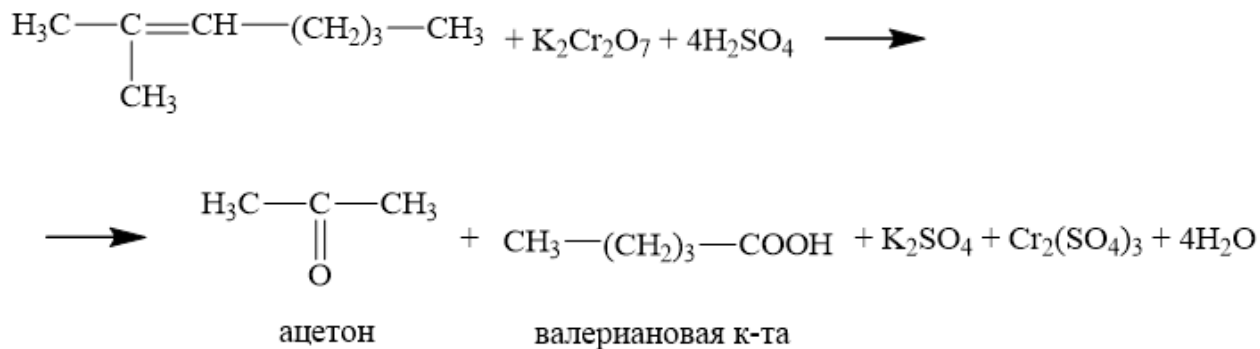 H₃C—C=CH—(CH₂)₃—CH₃ + K₂Cr₂O₇ + 4H₂SO₄ ⟶
CH₃
⟶ H₃C—C—CH₃ + CH₃—(CH₂)₃—COOH + K₂SO₄ + Cr₂(SO₄)₃ + 4H₂O
O
ацетон валериановая к-та